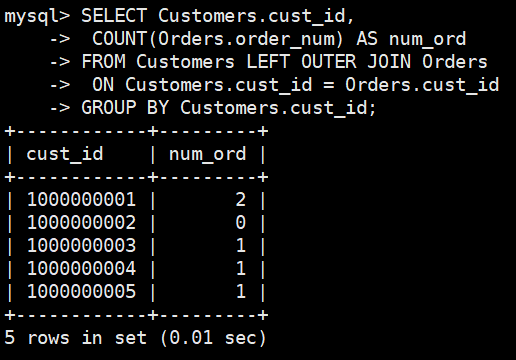 mysql> SELECT Customers.cust_id,
    ->  COUNT(Orders.order_num) AS num_ord
    -> FROM Customers LEFT OUTER JOIN Orders
    ->  ON Customers.cust_id = Orders.cust_id
    -> GROUP BY Customers.cust_id;
+------------+---------+
| cust_id    | num_ord |
+------------+---------+
| 1000000001 |       2 |
| 1000000002 |       0 |
| 1000000003 |       1 |
| 1000000004 |       1 |
| 1000000005 |       1 |
+------------+---------+
5 rows in set (0.01 sec)